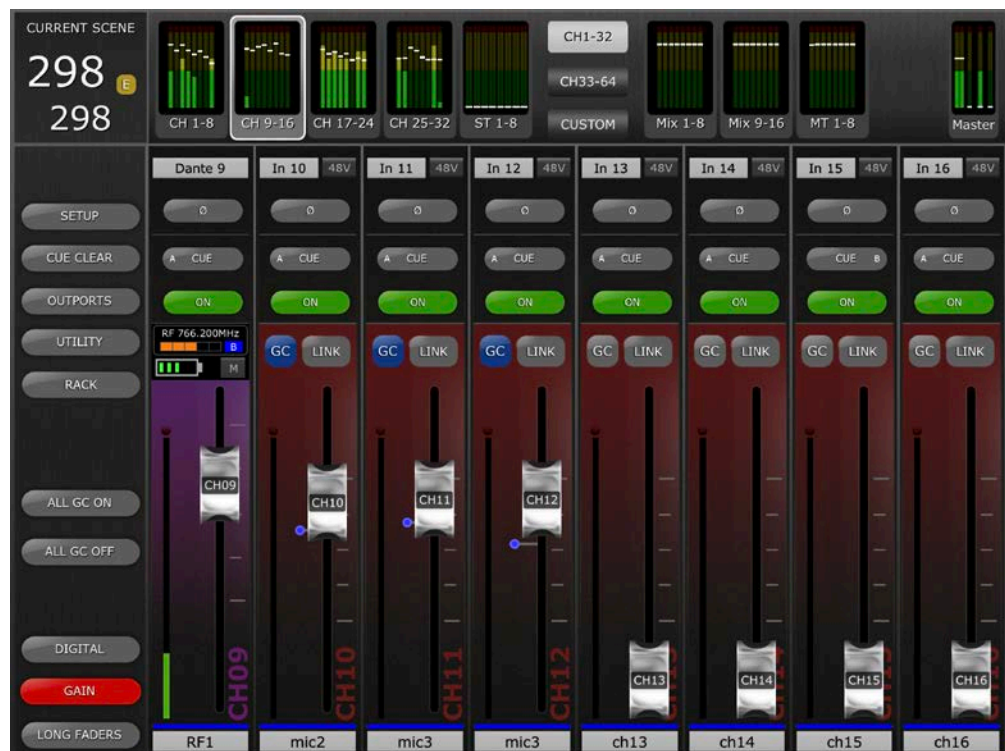 CURRENT SCENE
298 E
298
CH 1-8
CH 9-16
CH 17-24
CH 25-32
ST 1-8
CH1-32
CH33-64
CUSTOM
Mix 1-8
Mix 9-16
MT 1-8
Master
SETUP
CUE CLEAR
OUTPORTS
UTILITY
RACK
ALL GC ON
ALL GC OFF
DIGITAL
GAIN
LONG FADERS
Dante 9
In 10 48V
In 11 48V
In 12 48V
In 13 48V
In 14 48V
In 15 48V
In 16 48V
Ø Ø Ø Ø Ø Ø Ø Ø
A CUE
A CUE
A CUE
A CUE
A CUE
A CUE
CUE B
A CUE
ON ON ON ON ON ON ON ON
RF 766.200MHz
B
M
GC LINK
GC LINK
GC LINK
GC LINK
GC LINK
GC LINK
GC LINK
CH09
CH10
CH11
CH12
CH13
CH14
CH15
CH16
CH09
CH10
CH11
CH12
RF1
mic2
mic3
mic3
ch13
ch14
ch15
ch16